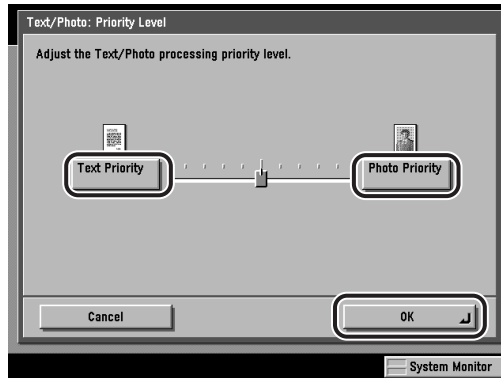 Text/Photo: Priority Level
Adjust the Text/Photo processing priority level.
Text Priority
Photo Priority
Cancel
OK
System Monitor